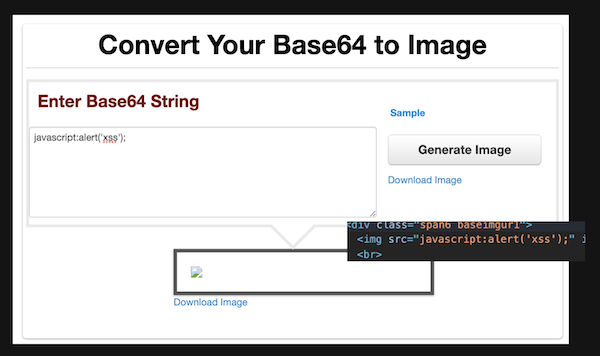 Convert Your Base64 to Image
Enter Base64 String
Sample
javascript:alert('xss');
Generate Image
Download Image
<div class="span6 baseimgur1">
<img src="javascript:alert('xss');" i
<br>
Download Image